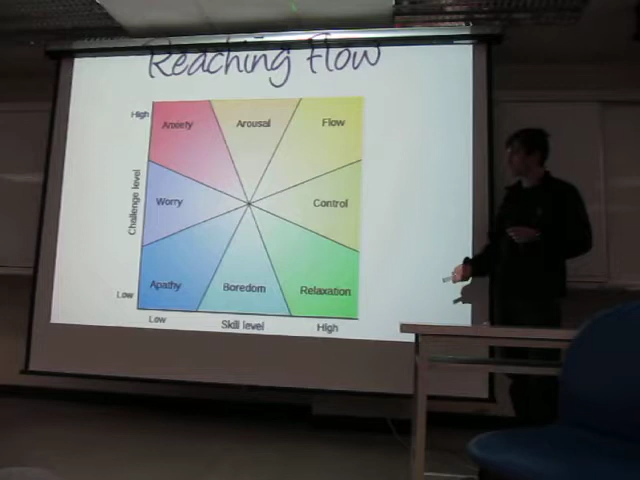 Reaching Flow
High
Anxiety
Arousal
Flow
Challenge level
Worry
Control
Apathy
Boredom
Relaxation
Low
Low
Skill level
High